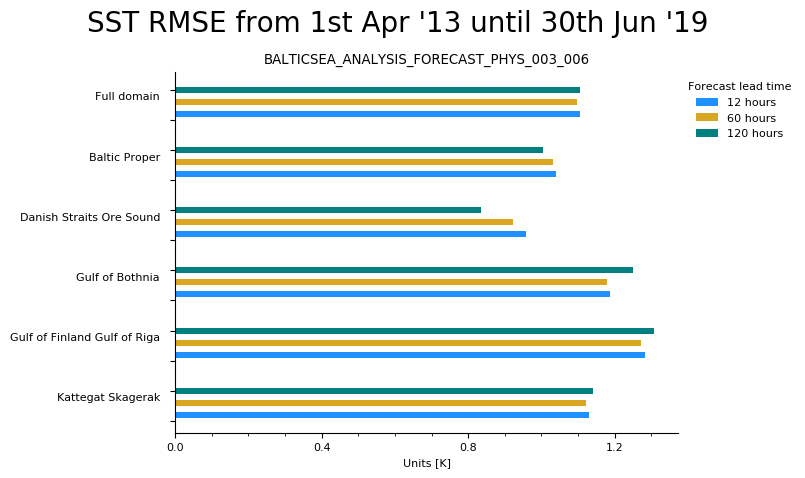 SST RMSE from 1st Apr '13 until 30th Jun '19
BALTICSEA_ANALYSIS_FORECAST_PHYS_003_006
Forecast lead time
12 hours
60 hours
120 hours
Full domain
Baltic Proper
Danish Straits Ore Sound
Gulf of Bothnia
Gulf of Finland Gulf of Riga
Kattegat Skagerak
0.0 0.4 0.8 1.2
Units [K]